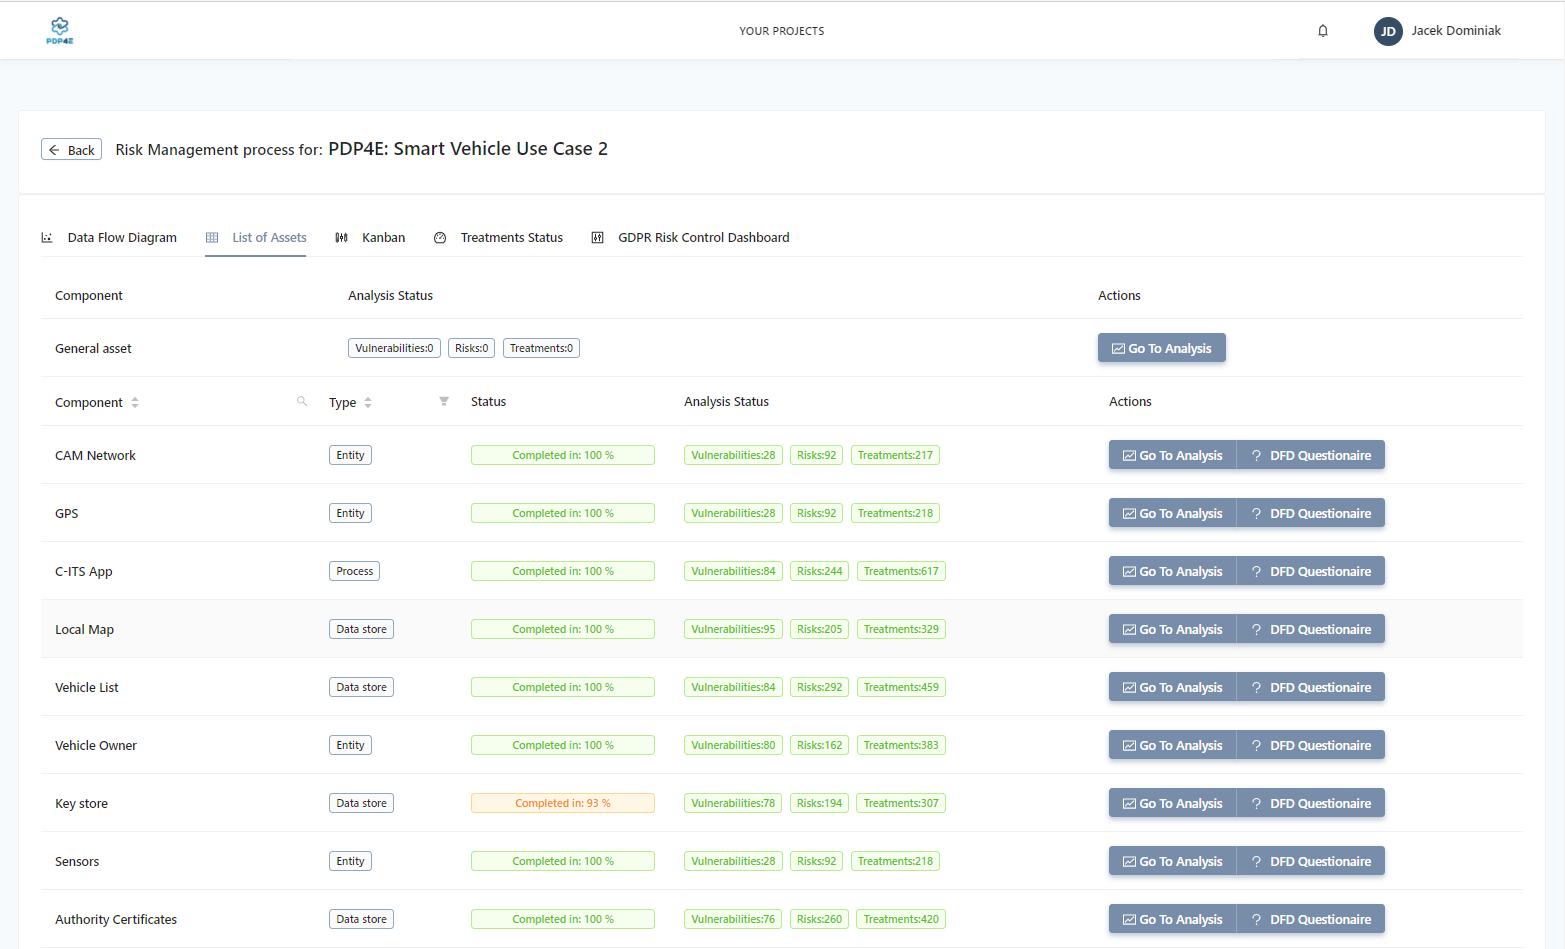 PDP4E
YOUR PROJECTS
JD Jacek Dominiak
Back Risk Management process for: PDP4E: Smart Vehicle Use Case 2
Data Flow Diagram List of Assets Kanban Treatments Status GDPR Risk Control Dashboard
Component Analysis Status Actions
General asset Vulnerabilities:0 Risks:0 Treatments:0 Go To Analysis
Component Type Status Analysis Status Actions
CAM Network Entity Completed in: 100 % Vulnerabilities:28 Risks:92 Treatments:217 Go To Analysis ? DFD Questionaire
GPS Entity Completed in: 100 % Vulnerabilities:28 Risks:92 Treatments:218 Go To Analysis ? DFD Questionaire
C-ITS App Process Completed in: 100 % Vulnerabilities:84 Risks:244 Treatments:617 Go To Analysis ? DFD Questionaire
Local Map Data store Completed in: 100 % Vulnerabilities:95 Risks:205 Treatments:329 Go To Analysis ? DFD Questionaire
Vehicle List Data store Completed in: 100 % Vulnerabilities:84 Risks:292 Treatments:459 Go To Analysis ? DFD Questionaire
Vehicle Owner Entity Completed in: 100 % Vulnerabilities:80 Risks:162 Treatments:383 Go To Analysis ? DFD Questionaire
Key store Data store Completed in: 93 % Vulnerabilities:78 Risks:194 Treatments:307 Go To Analysis ? DFD Questionaire
Sensors Entity Completed in: 100 % Vulnerabilities:28 Risks:92 Treatments:218 Go To Analysis ? DFD Questionaire
Authority Certificates Data store Completed in: 100 % Vulnerabilities:76 Risks:260 Treatments:420 Go To Analysis ? DFD Questionaire